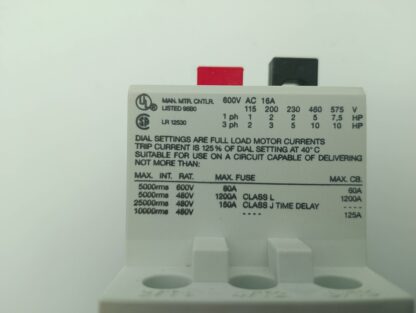 UL MAN. MTR. CNTLR. 600V AC 16A
LISTED 96B0 115 200 230 460 575 V
SA LR 12530 1 ph 1 2 2 5 7,5 HP
3 ph 2 3 5 10 10 HP
DIAL SETTINGS ARE FULL LOAD MOTOR CURRENTS
TRIP CURRENT IS 125% OF DIAL SETTING AT 40°C
SUITABLE FOR USE ON A CIRCUIT CAPABLE OF DELIVERING
NOT MORE THAN:
MAX. INT. RAT. MAX. FUSE MAX. CB.
5000rms 600V 80A 60A
5000rms 480V 1200A CLASS L 1200A
25000rms 480V 150A CLASS J TIME DELAY ----
10000rms 480V ---- 125A